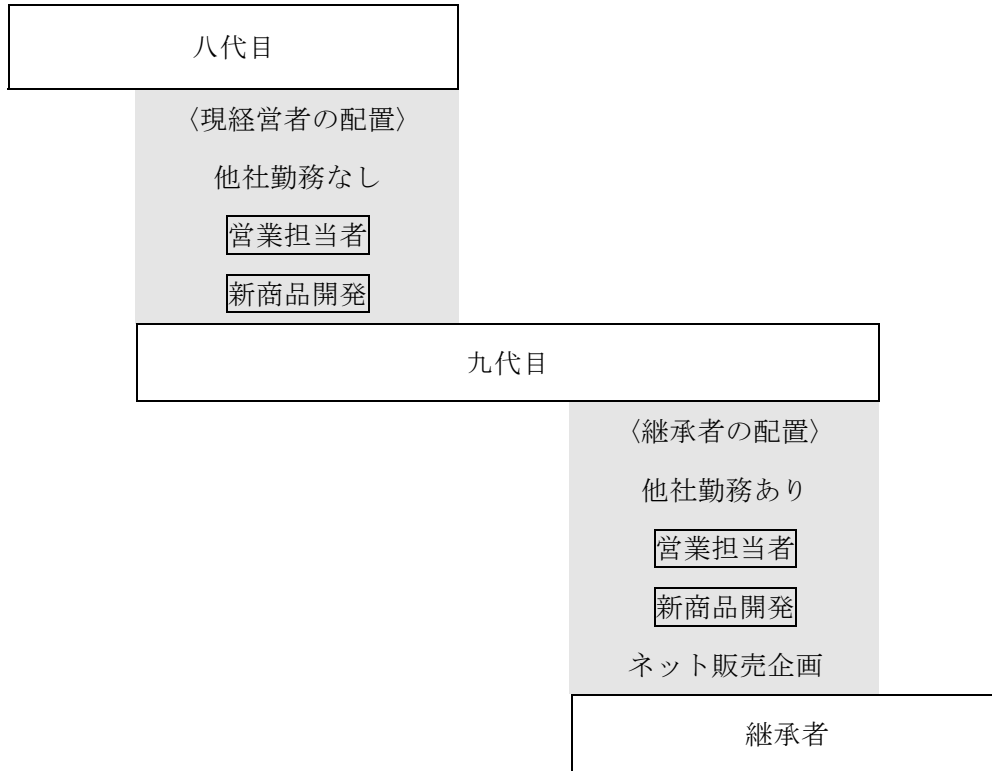 八代目
〈現経営者の配置〉
他社勤務なし
営業担当者
新商品開発
九代目
〈継承者の配置〉
他社勤務あり
営業担当者
新商品開発
ネット販売企画
継承者